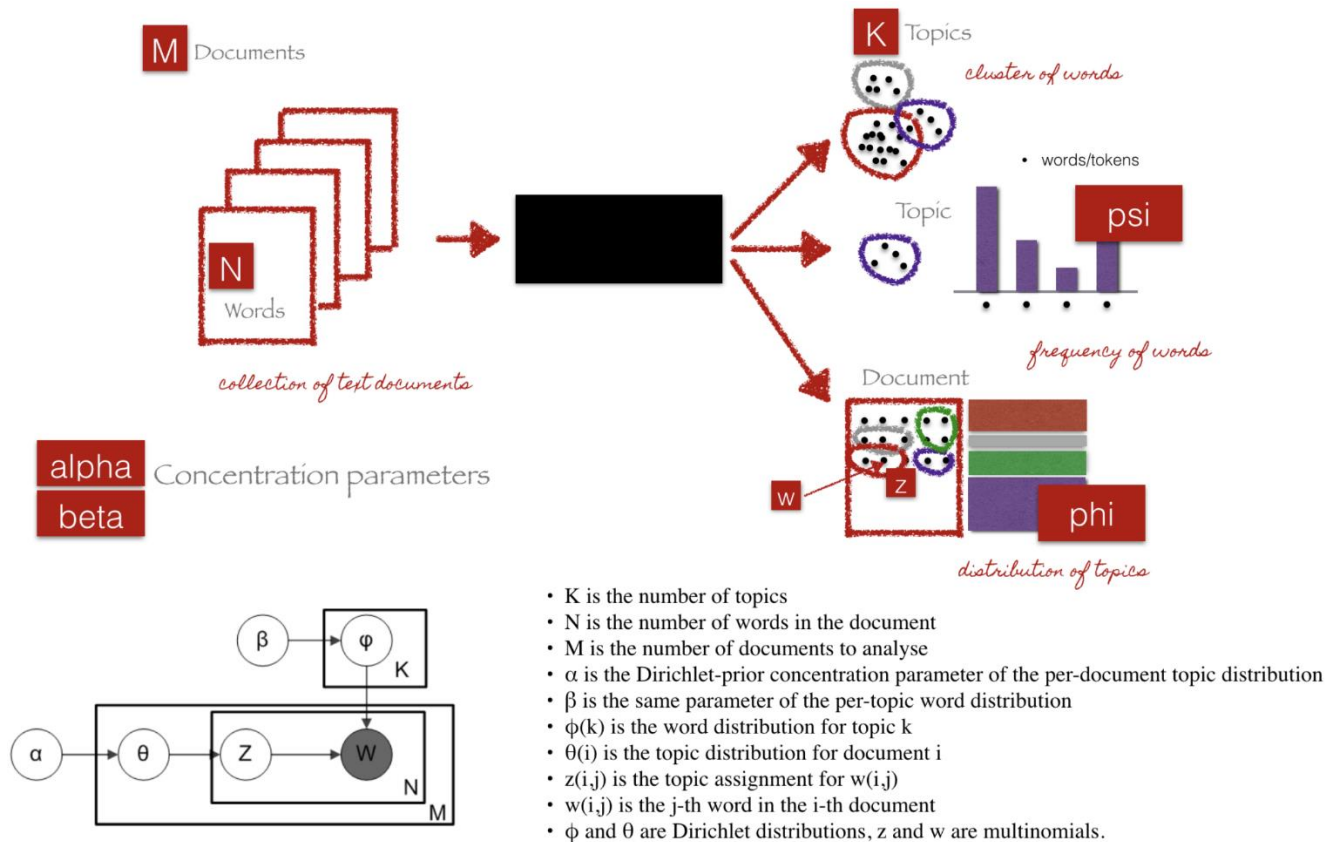 M Documents
K Topics
cluster of words
• words/tokens
N
Words
Topic
psi
collection of text documents
frequency of words
Document
w
z
phi
distribution of topics
alpha
beta
Concentration parameters
β
φ
K
α
θ
Z
W
N
M
• K is the number of topics
• N is the number of words in the document
• M is the number of documents to analyse
• α is the Dirichlet-prior concentration parameter of the per-document topic distribution
• β is the same parameter of the per-topic word distribution
• ϕ(k) is the word distribution for topic k
• θ(i) is the topic distribution for document i
• z(i,j) is the topic assignment for w(i,j)
• w(i,j) is the j-th word in the i-th document
• ϕ and θ are Dirichlet distributions, z and w are multinomials.